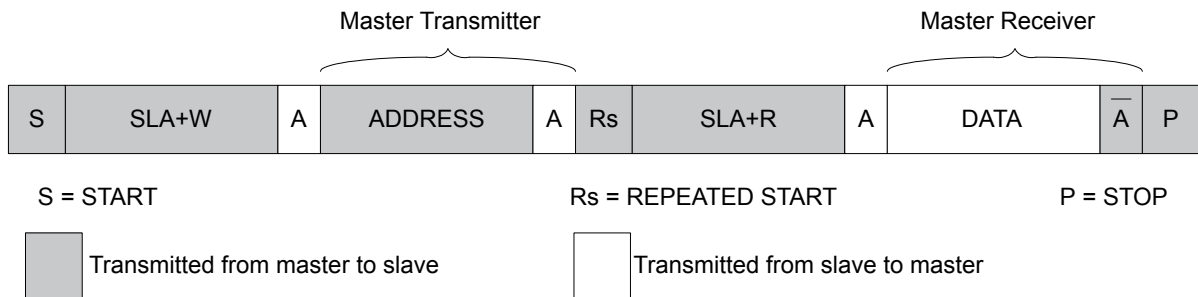 Master Transmitter Master Receiver
S SLA+W A ADDRESS A Rs SLA+R A DATA A̅ P
S = START Rs = REPEATED START P = STOP
Transmitted from master to slave Transmitted from slave to master